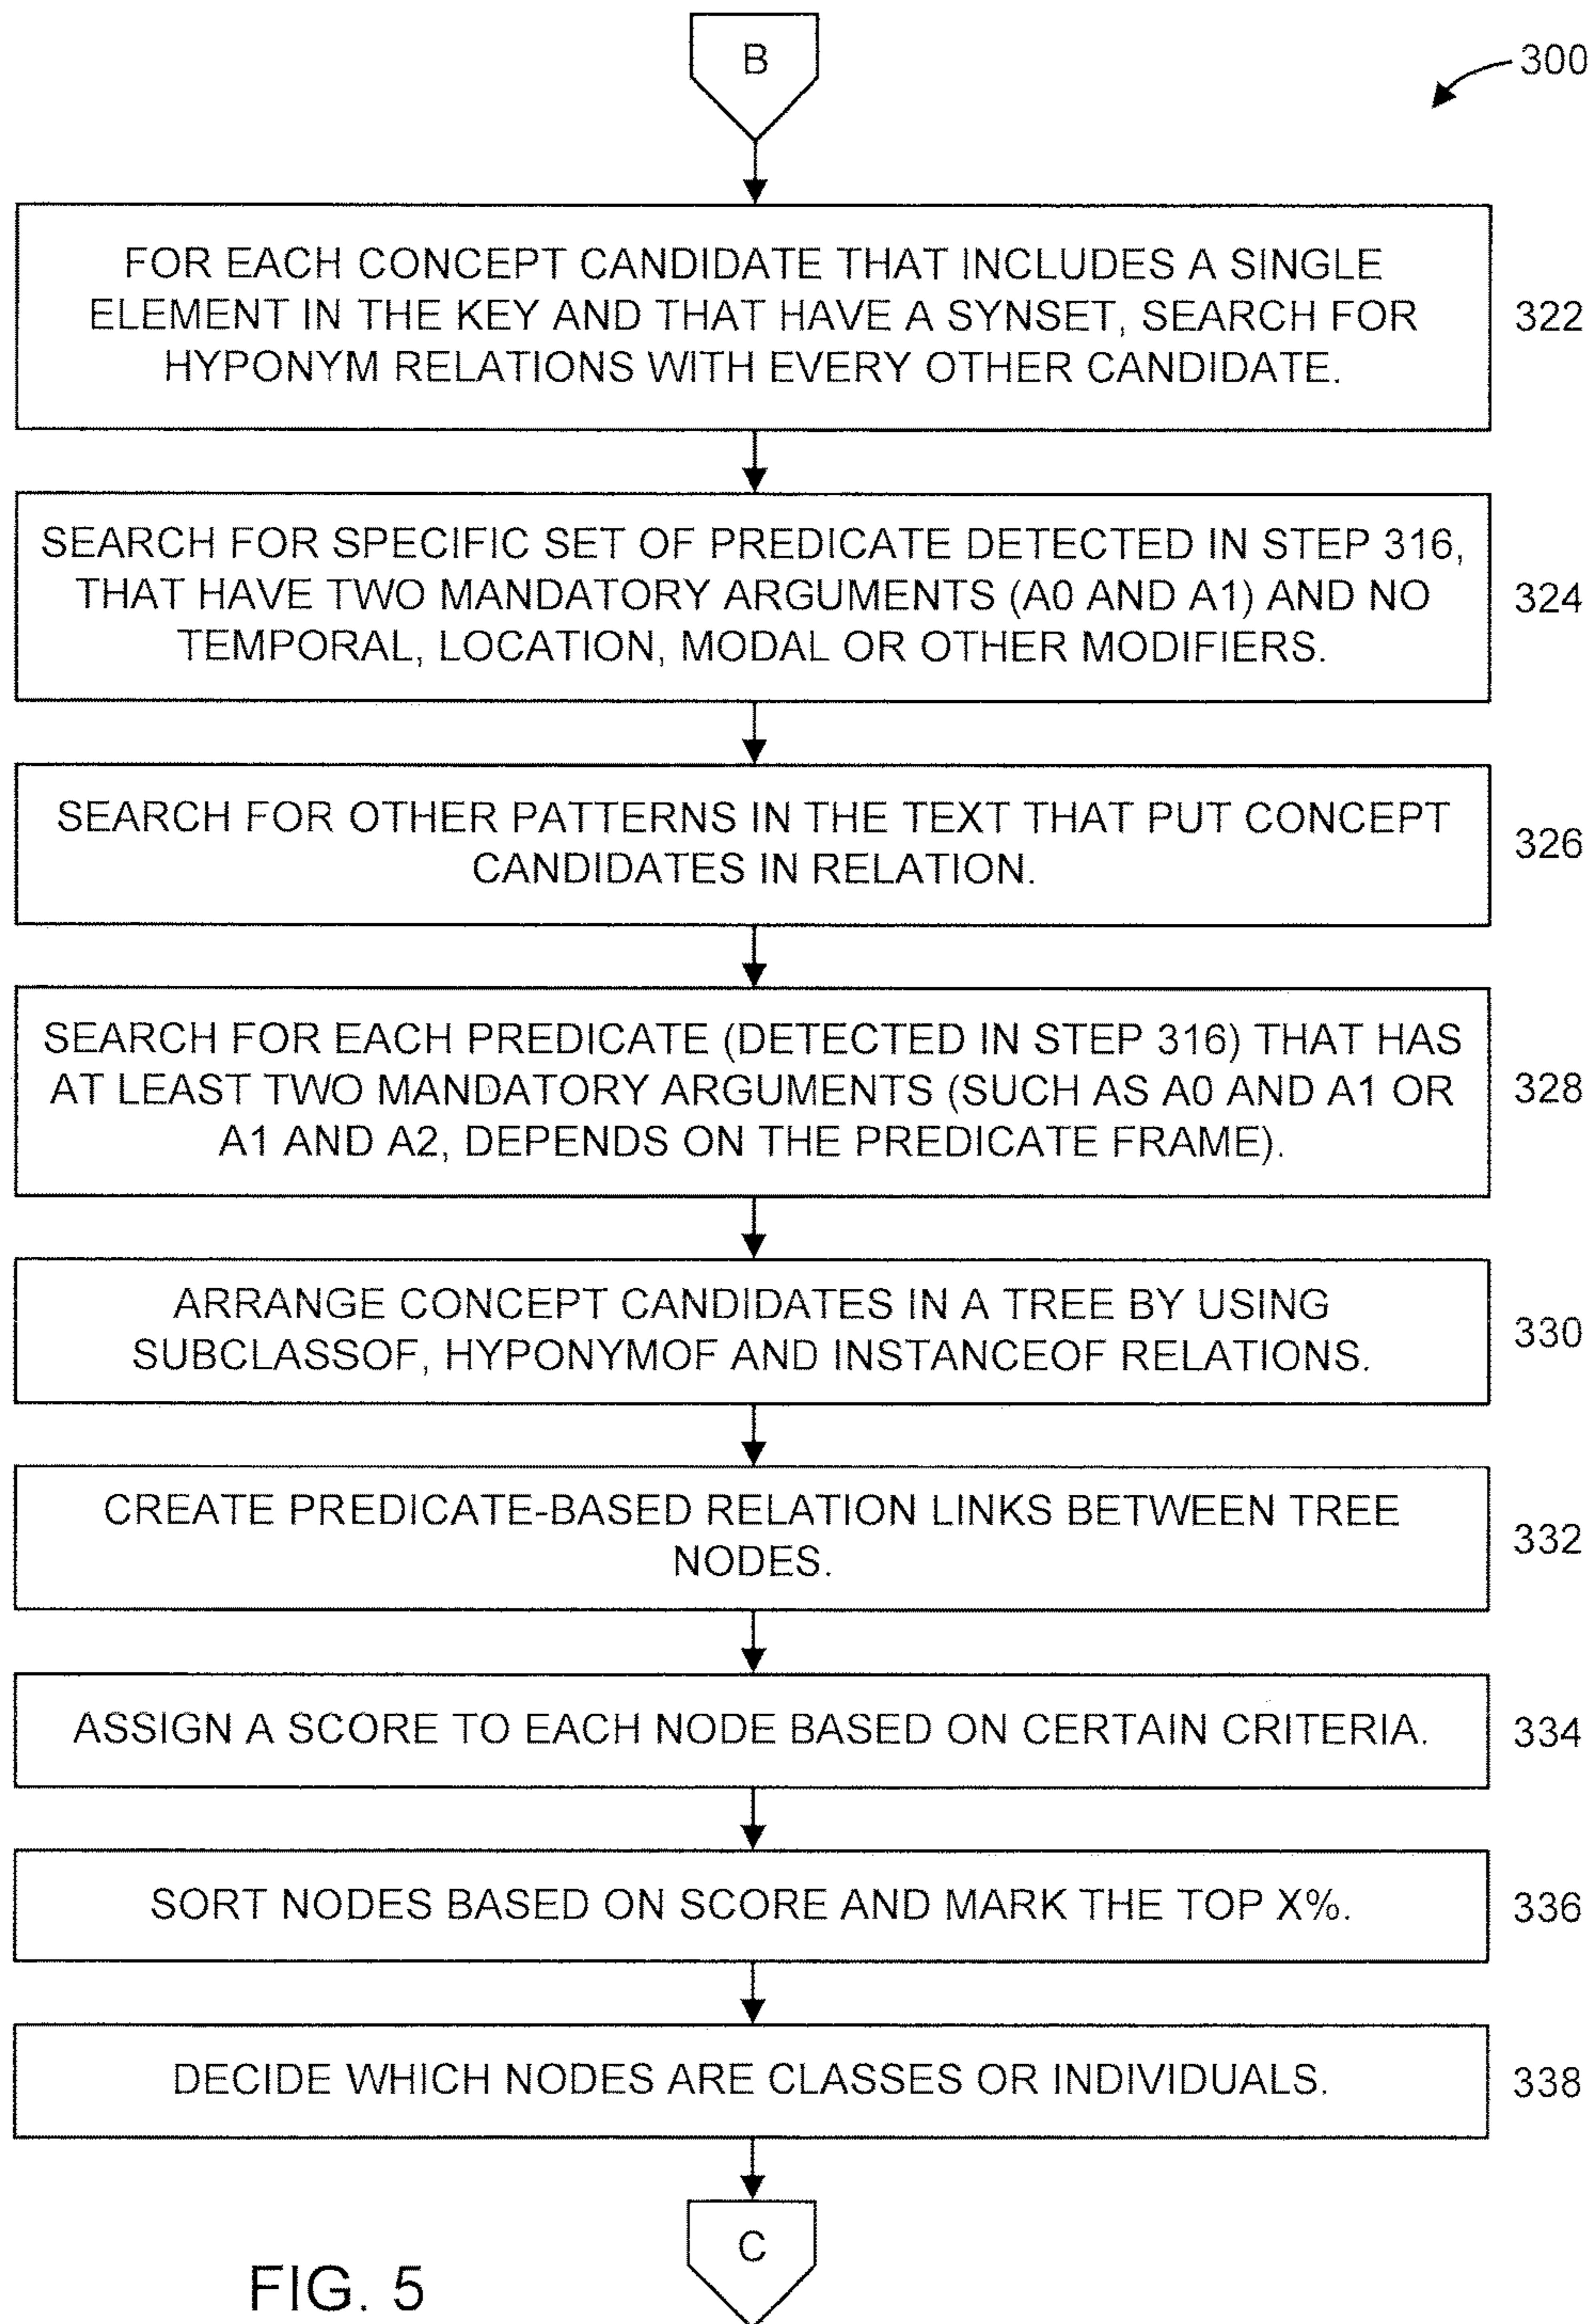 B
300
FOR EACH CONCEPT CANDIDATE THAT INCLUDES A SINGLE
ELEMENT IN THE KEY AND THAT HAVE A SYNSET, SEARCH FOR
HYPONYM RELATIONS WITH EVERY OTHER CANDIDATE.
322
SEARCH FOR SPECIFIC SET OF PREDICATE DETECTED IN STEP 316,
THAT HAVE TWO MANDATORY ARGUMENTS (A0 AND A1) AND NO
TEMPORAL, LOCATION, MODAL OR OTHER MODIFIERS.
324
SEARCH FOR OTHER PATTERNS IN THE TEXT THAT PUT CONCEPT
CANDIDATES IN RELATION.
326
SEARCH FOR EACH PREDICATE (DETECTED IN STEP 316) THAT HAS
AT LEAST TWO MANDATORY ARGUMENTS (SUCH AS A0 AND A1 OR
A1 AND A2, DEPENDS ON THE PREDICATE FRAME).
328
ARRANGE CONCEPT CANDIDATES IN A TREE BY USING
SUBCLASSOF, HYPONYMOF AND INSTANCEOF RELATIONS.
330
CREATE PREDICATE-BASED RELATION LINKS BETWEEN TREE
NODES.
332
ASSIGN A SCORE TO EACH NODE BASED ON CERTAIN CRITERIA.
334
SORT NODES BASED ON SCORE AND MARK THE TOP X%.
336
DECIDE WHICH NODES ARE CLASSES OR INDIVIDUALS.
338
C
FIG. 5